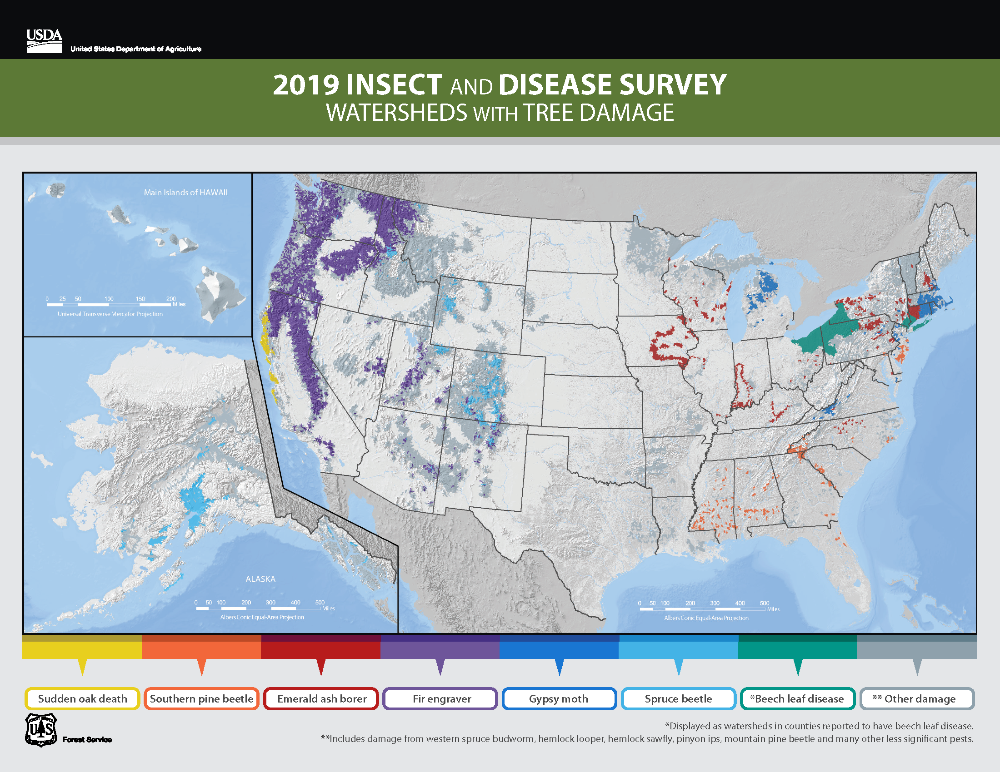 USDA
United States Department of Agriculture
2019 INSECT AND DISEASE SURVEY
WATERSHEDS WITH TREE DAMAGE
Main Islands of HAWAII
0 25 50 100 150 200
Miles
Universal Transverse Mercator Projection
ALASKA
0 50 100 200 300 400 500
Miles
Albers Conic Equal-Area Projection
0 50 100 200 300 400 500
Miles
Albers Conic Equal-Area Projection
Sudden oak death
Southern pine beetle
Emerald ash borer
Fir engraver
Gypsy moth
Spruce beetle
*Beech leaf disease
** Other damage
*Displayed as watersheds in counties reported to have beech leaf disease.
**Includes damage from western spruce budworm, hemlock looper, hemlock sawfly, pinyon ips, mountain pine beetle and many other less significant pests.
FOREST SERVICE
U S
Forest Service